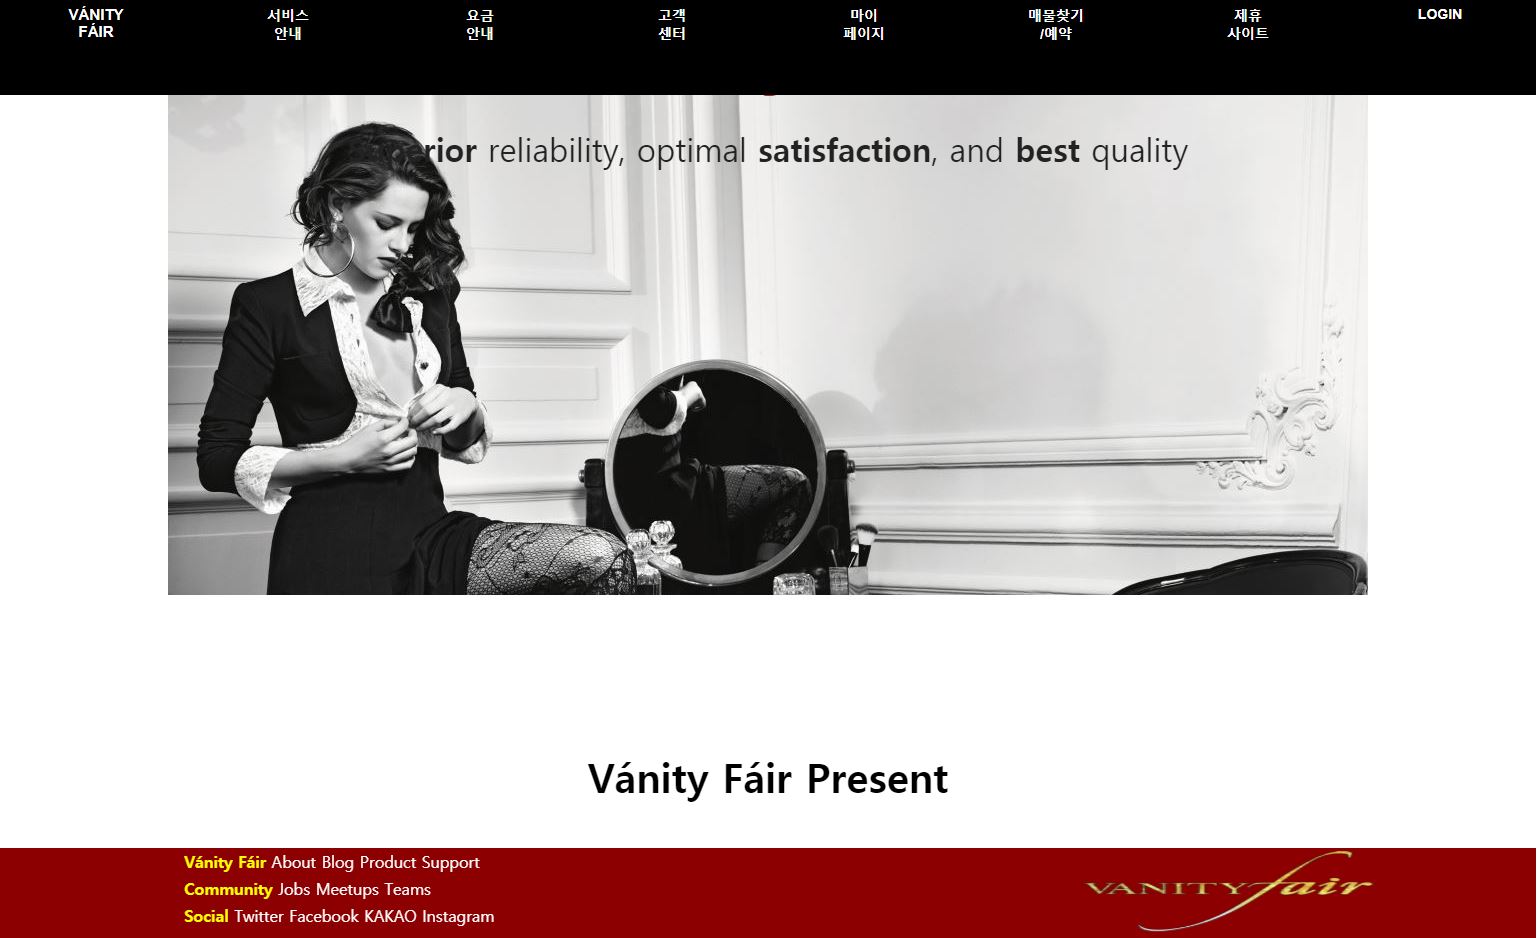 VÁNITY
FÁIR
서비스
안내
요금
안내
고객
센터
마이
페이지
매물찾기
/예약
제휴
사이트
LOGIN
reliability, optimal satisfaction, and best quality
Vánity Fáir Present
Vánity Fáir About Blog Product Support
Community Jobs Meetups Teams
Social Twitter Facebook KAKAO Instagram
VANITY fair